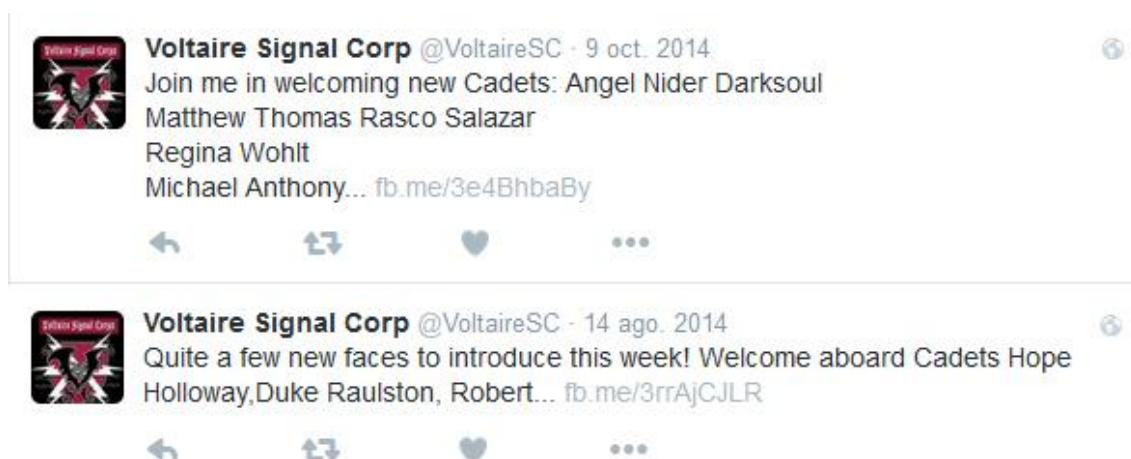 Voltaire Signal Corp @VoltaireSC · 9 oct. 2014
Join me in welcoming new Cadets: Angel Nider Darksoul
Matthew Thomas Rasco Salazar
Regina Wohlt
Michael Anthony... fb.me/3e4BhbaBy
Voltaire Signal Corp @VoltaireSC · 14 ago. 2014
Quite a few new faces to introduce this week! Welcome aboard Cadets Hope
Holloway,Duke Raulston, Robert... fb.me/3rrAjCJLR